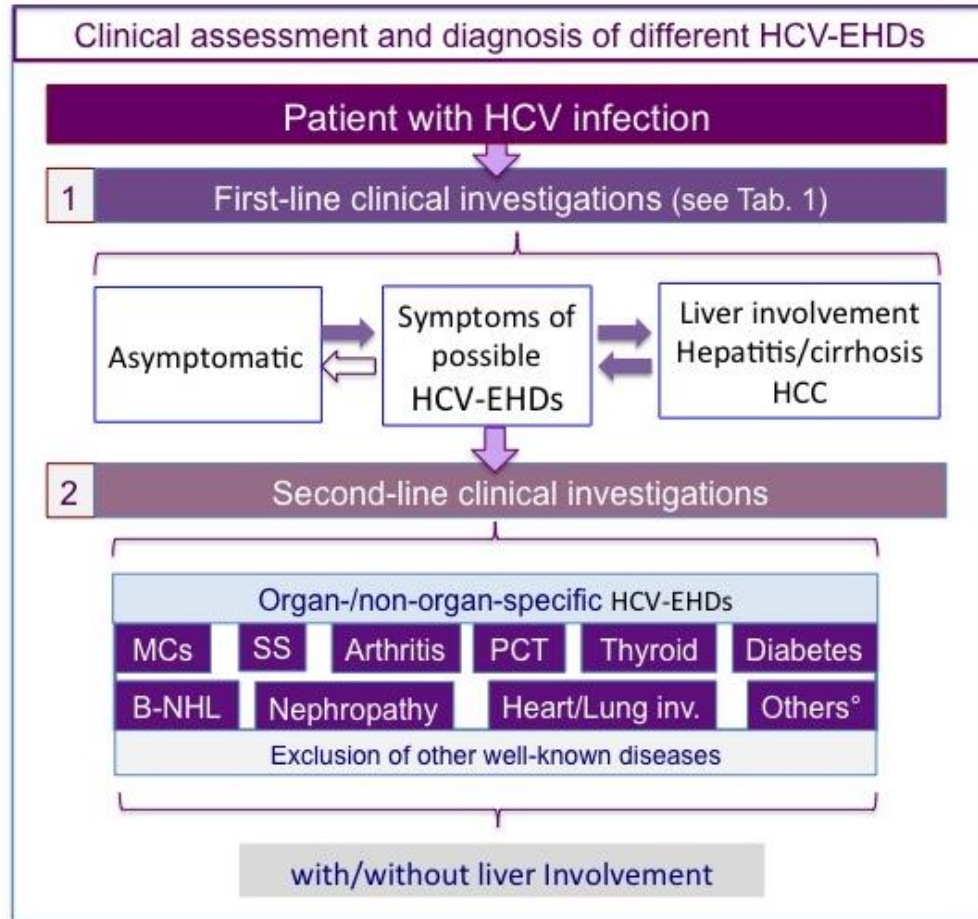 Clinical assessment and diagnosis of different HCV-EHDs
Patient with HCV infection
1 First-line clinical investigations (see Tab. 1)
Asymptomatic
Symptoms of
possible
HCV-EHDs
Liver involvement
Hepatitis/cirrhosis
HCC
2 Second-line clinical investigations
Organ-/non-organ-specific HCV-EHDs
MCs SS Arthritis PCT Thyroid Diabetes
B-NHL Nephropathy Heart/Lung inv. Others°
Exclusion of other well-known diseases
with/without liver Involvement